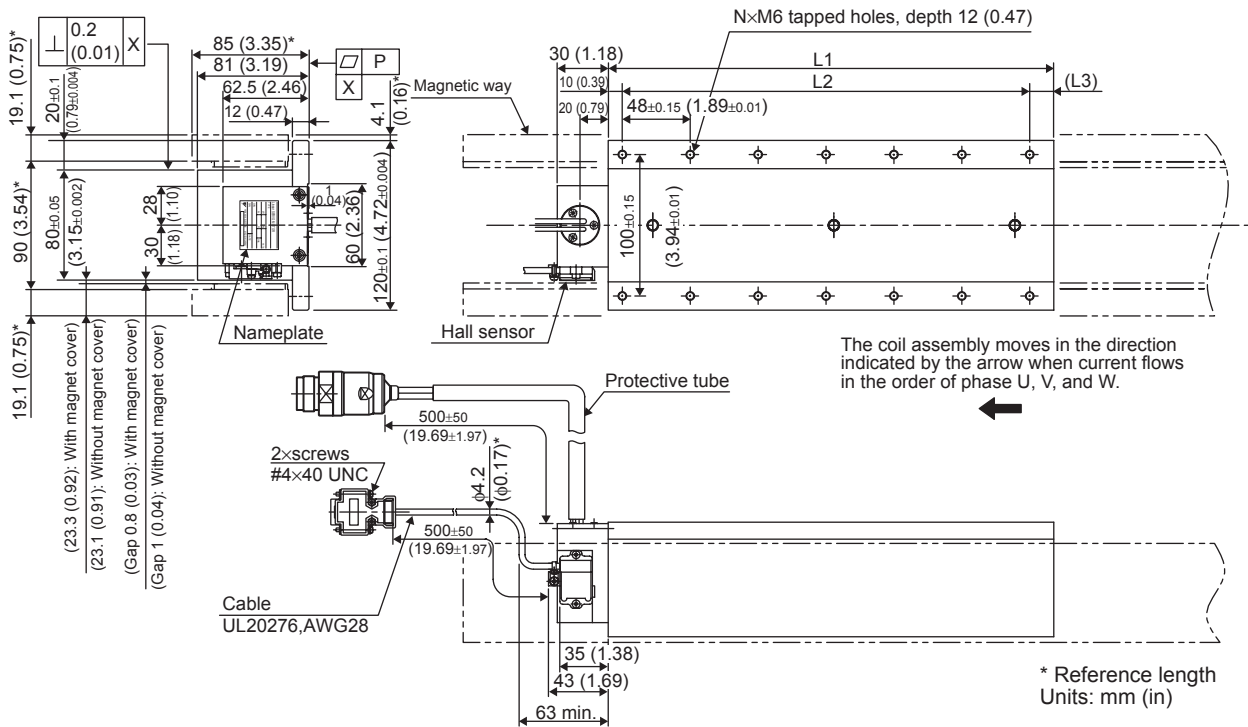 N×M6 tapped holes, depth 12 (0.47)
⊥ 0.2 (0.01) X
85 (3.35)*
81 (3.19)
62.5 (2.46)
12 (0.47)
▱ P
X
19.1 (0.75)*
20±0.1
(0.79±0.004)
4.1
(0.16)*
Magnetic way
30 (1.18)
10 (0.39)
20 (0.79)
L1
L2
(L3)
48±0.15 (1.89±0.01)
90 (3.54)*
80±0.05
(3.15±0.002)
28
(1.10)
30
(1.18)
1
(0.04)
60 (2.36)
120±0.1 (4.72±0.004)
100±0.15
(3.94±0.01)
19.1 (0.75)*
Nameplate
Hall sensor
(23.3 (0.92): With magnet cover)
(23.1 (0.91): Without magnet cover)
(Gap 0.8 (0.03): With magnet cover)
(Gap 1 (0.04): Without magnet cover)
The coil assembly moves in the direction
indicated by the arrow when current flows
in the order of phase U, V, and W.
Protective tube
500±50
(19.69±1.97)
2×screws
#4×40 UNC
φ4.2
(φ0.17)*
500±50
(19.69±1.97)
Cable
UL20276,AWG28
35 (1.38)
43 (1.69)
63 min.
* Reference length
Units: mm (in)